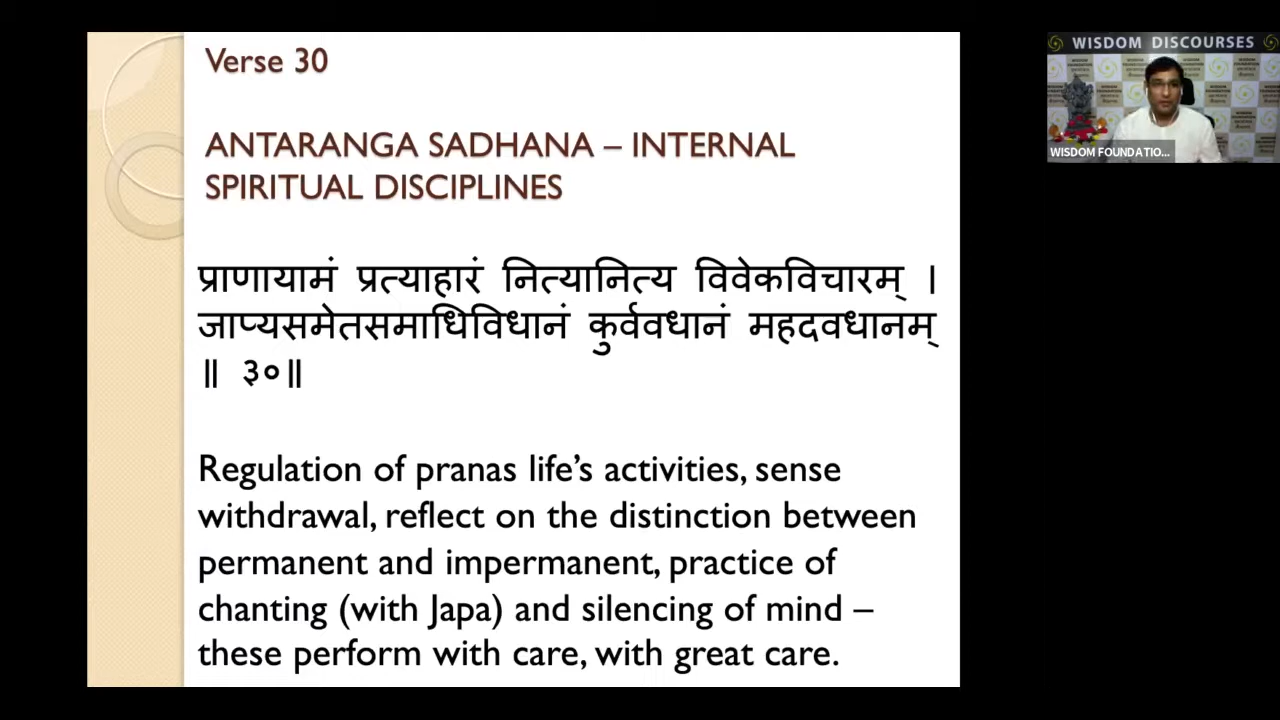 Verse 30
ANTARANGA SADHANA – INTERNAL
SPIRITUAL DISCIPLINES
प्राणायामं प्रत्याहारं नित्यानित्य विवेकविचारम् ।
जाप्यसमेतसमाधिविधानं कुर्ववधानं महदवधानम्
॥ ३०॥
Regulation of pranas life’s activities, sense
withdrawal, reflect on the distinction between
permanent and impermanent, practice of
chanting (with Japa) and silencing of mind –
these perform with care, with great care.
WISDOM DISCOURSES
WISDOM FOUNDATIO...